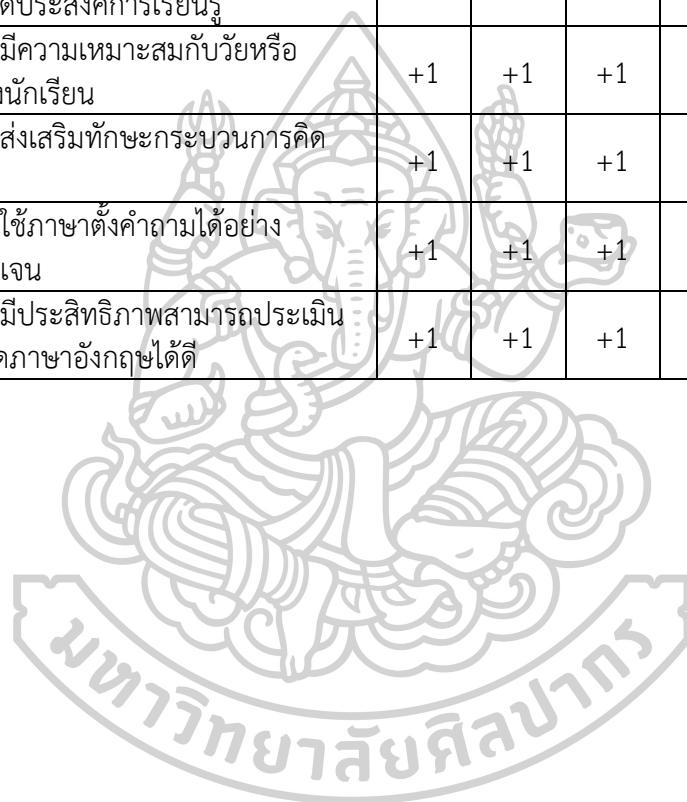 ดประสงค์การเรียนรู้
มีความเหมาะสมกับวัยหรือ
งนักเรียน +1 +1 +1
ส่งเสริมทักษะกระบวนการคิด
+1 +1 +1
ใช้ภาษาตั้งคำถามได้อย่าง
เจน +1 +1 +1
มีประสิทธิภาพสามารถประเมิน
ดภาษาอังกฤษได้ดี +1 +1 +1
มหาวิทยาลัยศิลปากร